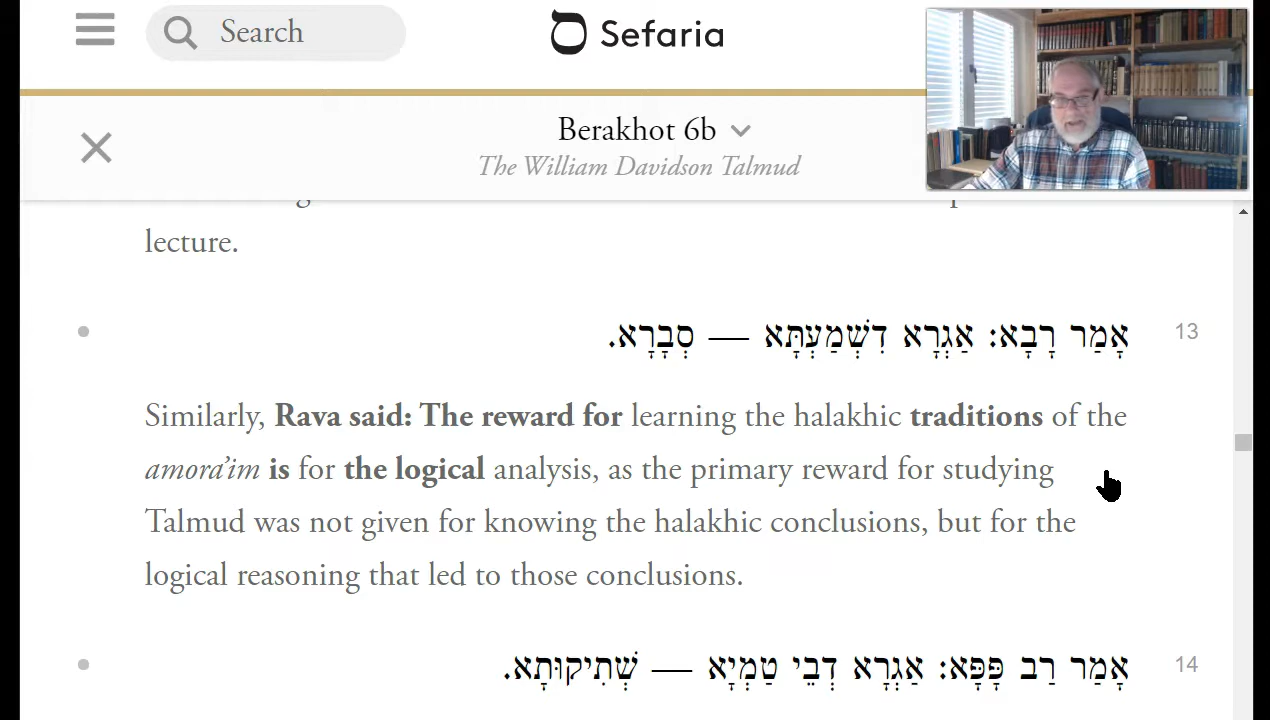 Search
Sefaria
Berakhot 6b
The William Davidson Talmud
lecture.
אָמַר רָבָא: אַגְרָא דִשְׁמַעְתָּא — סְבָרָא.
13
Similarly, Rava said: The reward for learning the halakhic traditions of the
amora’im is for the logical analysis, as the primary reward for studying
Talmud was not given for knowing the halakhic conclusions, but for the
logical reasoning that led to those conclusions.
אָמַר רַב פָּפָּא: אַגְרָא דְבֵי טַמְיָא — שְׁתִיקוּתָא.
14